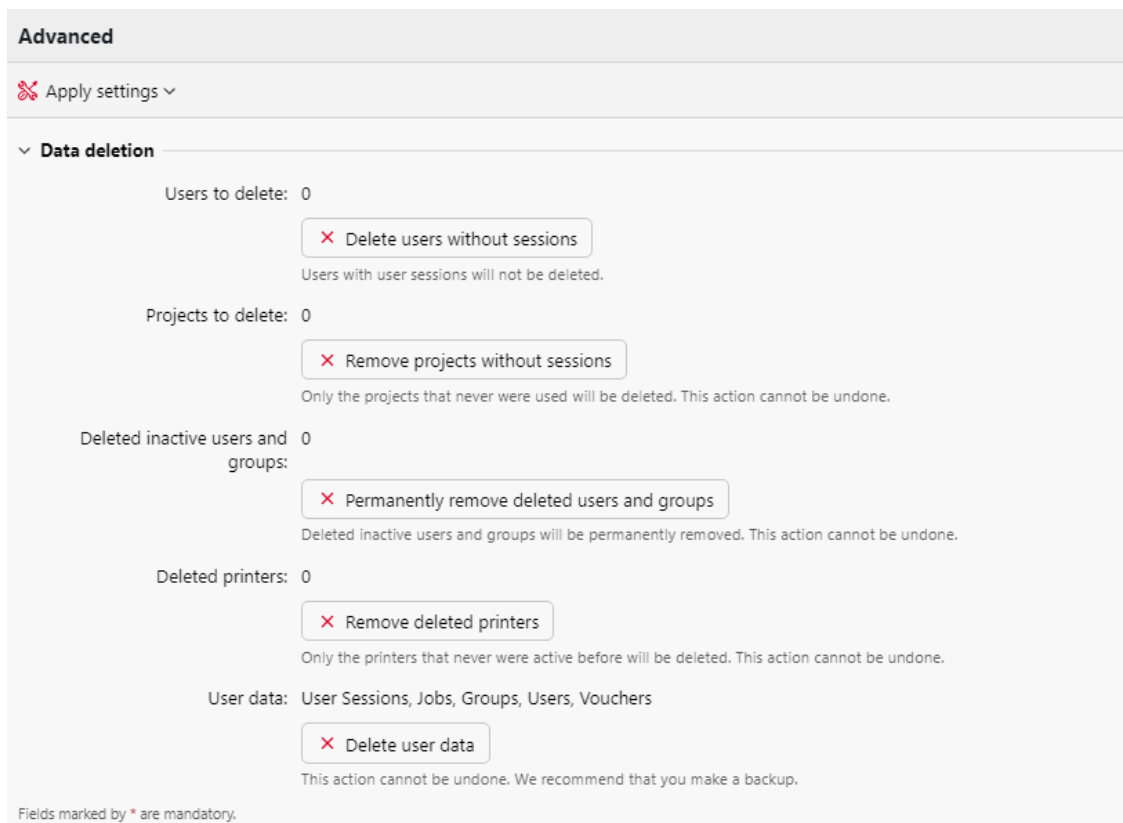 Advanced
Apply settings
Data deletion
Users to delete: 0
Delete users without sessions
Users with user sessions will not be deleted.
Projects to delete: 0
Remove projects without sessions
Only the projects that never were used will be deleted. This action cannot be undone.
Deleted inactive users and 0
groups:
Permanently remove deleted users and groups
Deleted inactive users and groups will be permanently removed. This action cannot be undone.
Deleted printers: 0
Remove deleted printers
Only the printers that never were active before will be deleted. This action cannot be undone.
User data: User Sessions, Jobs, Groups, Users, Vouchers
Delete user data
This action cannot be undone. We recommend that you make a backup.
Fields marked by * are mandatory.